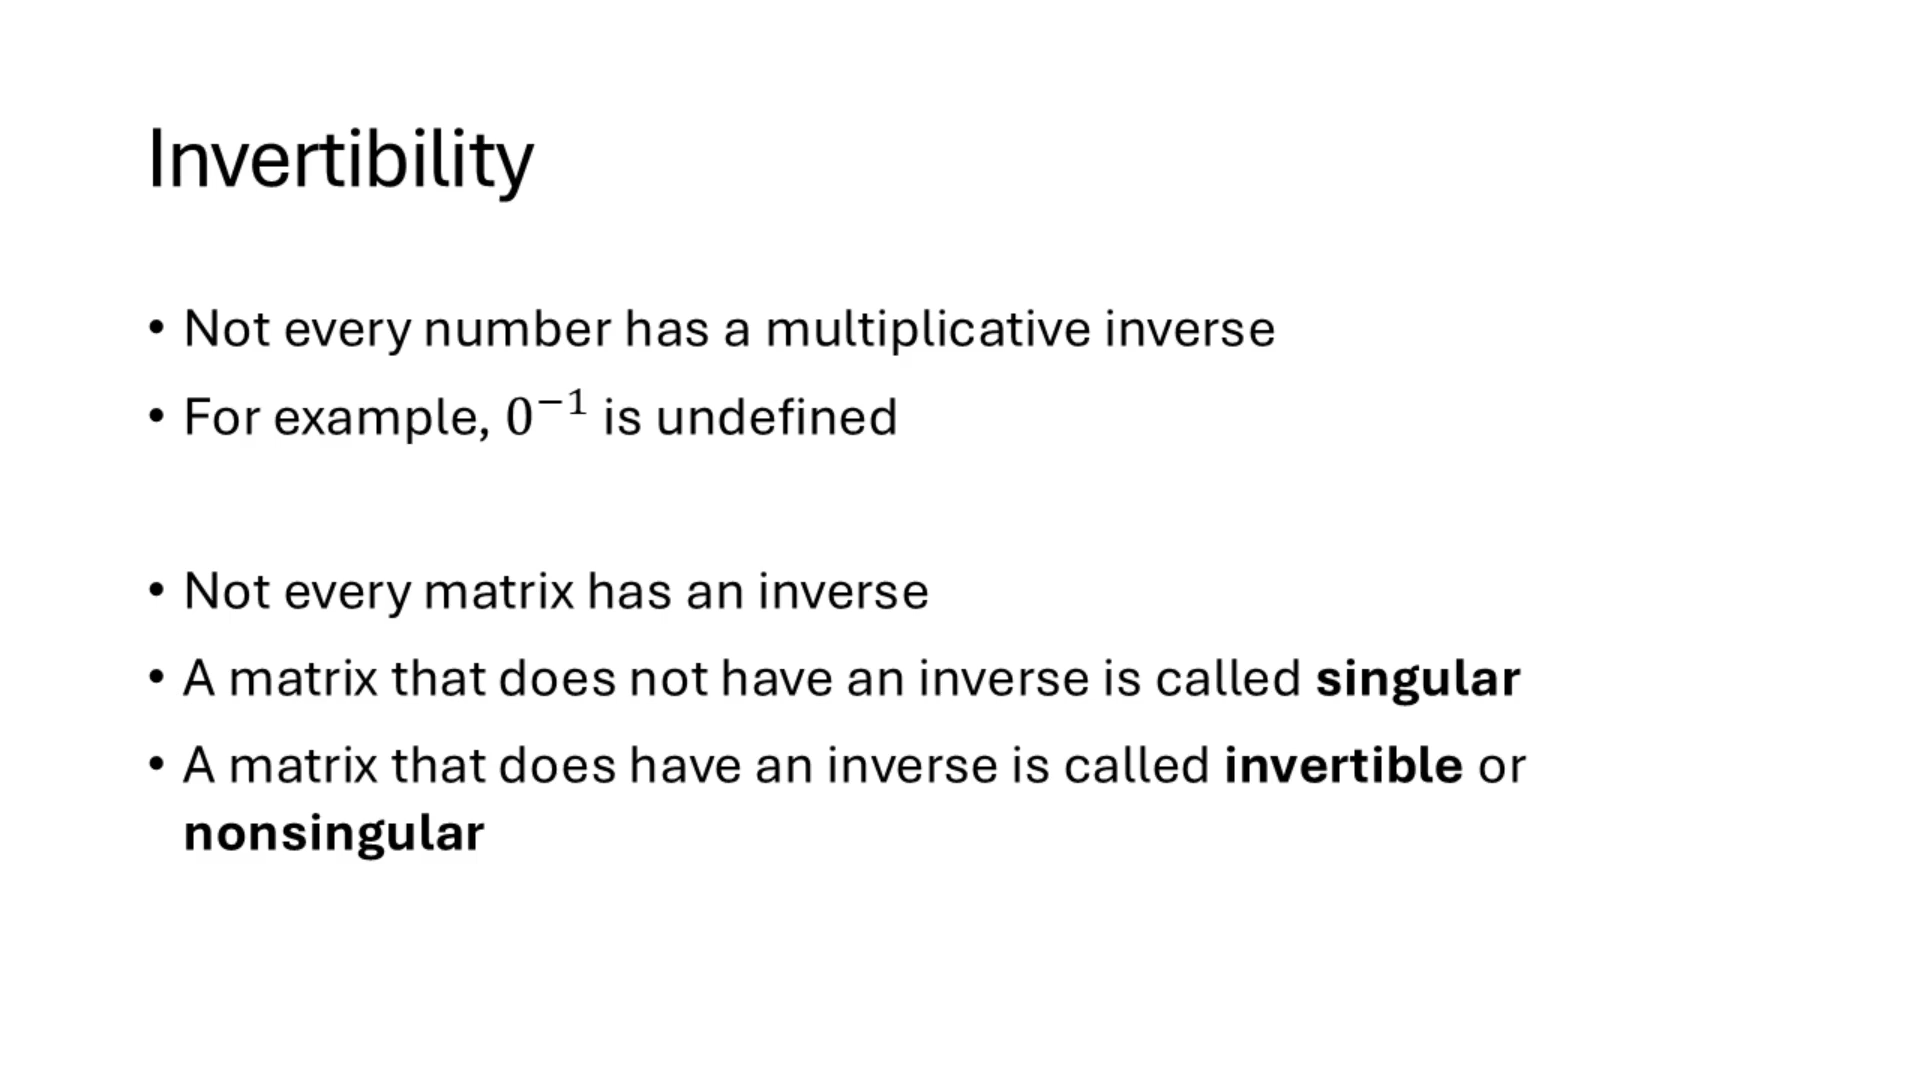 Invertibility
• Not every number has a multiplicative inverse
• For example, 0⁻¹ is undefined
• Not every matrix has an inverse
• A matrix that does not have an inverse is called singular
• A matrix that does have an inverse is called invertible or
nonsingular